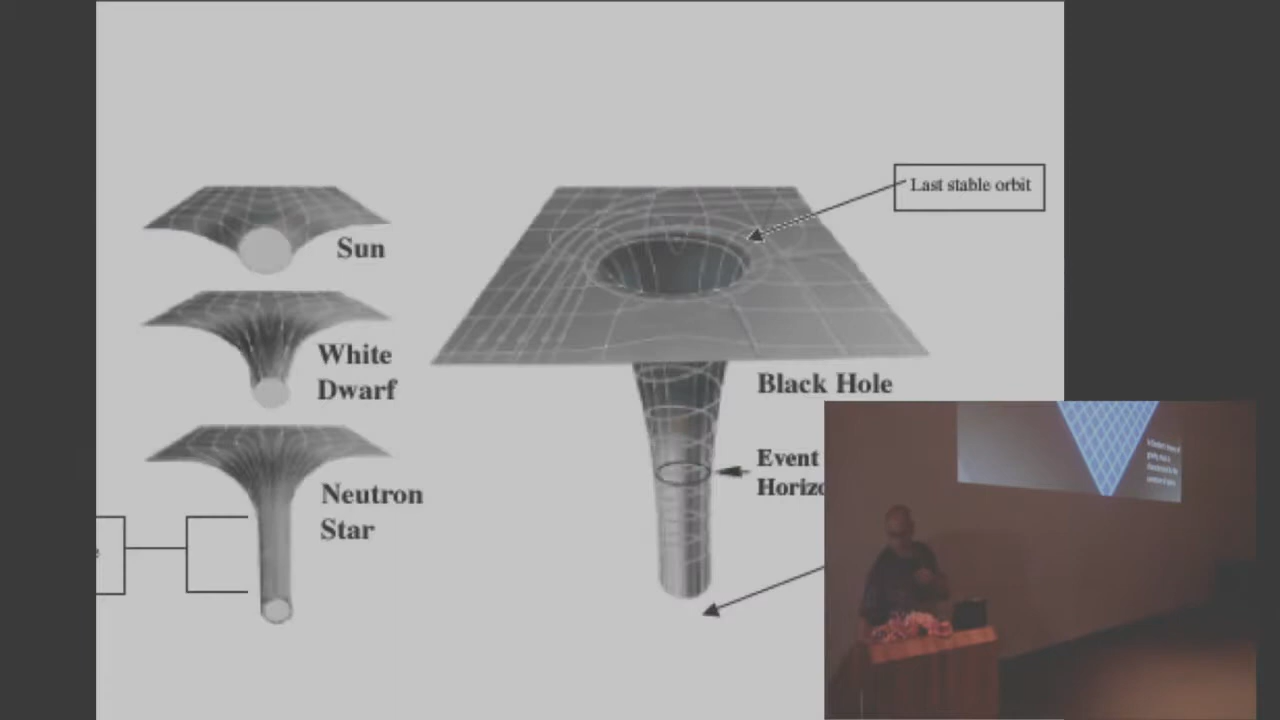 Last stable orbit
Sun
White
Dwarf
Black Hole
Event
Neutron
Star